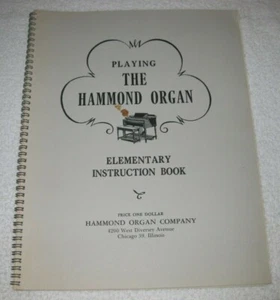 PLAYING
THE
HAMMOND ORGAN
ELEMENTARY
INSTRUCTION BOOK
PRICE ONE DOLLAR
HAMMOND ORGAN COMPANY
4200 West Diversey Avenue
Chicago 39, Illinois